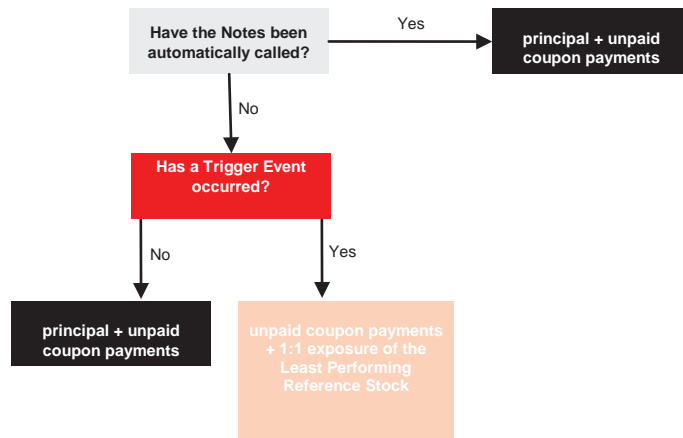 Have the Notes been
automatically called?
Yes
principal + unpaid
coupon payments
No
Has a Trigger Event
occurred?
No
Yes
principal + unpaid
coupon payments
unpaid coupon payments
+ 1:1 exposure of the
Least Performing
Reference Stock